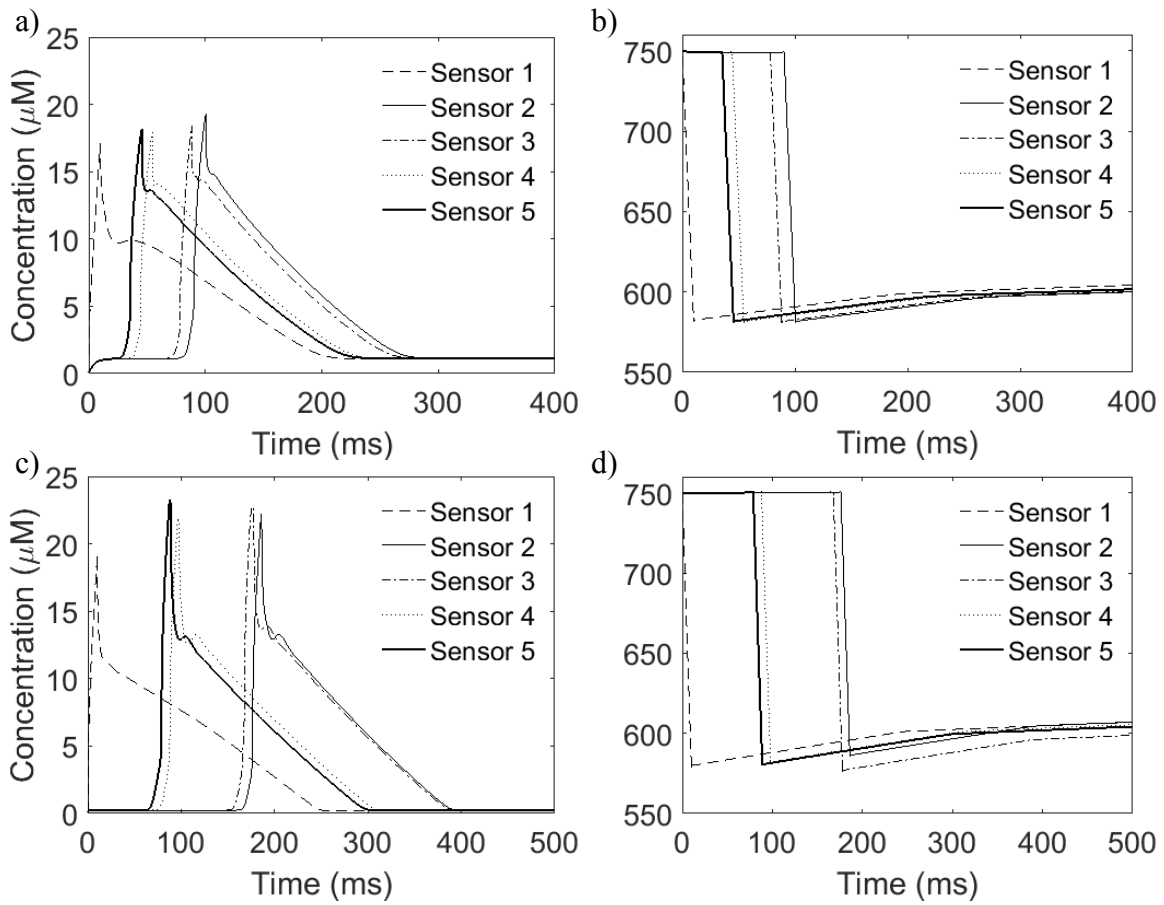 a)
25
20
15
10
5
0
Concentration (μM)
0 100 200 300 400
Time (ms)
Sensor 1
Sensor 2
Sensor 3
Sensor 4
Sensor 5
b)
750
700
650
600
550
0 100 200 300 400
Time (ms)
Sensor 1
Sensor 2
Sensor 3
Sensor 4
Sensor 5
c)
25
20
15
10
5
0
Concentration (μM)
0 100 200 300 400 500
Time (ms)
Sensor 1
Sensor 2
Sensor 3
Sensor 4
Sensor 5
d)
750
700
650
600
550
0 100 200 300 400 500
Time (ms)
Sensor 1
Sensor 2
Sensor 3
Sensor 4
Sensor 5